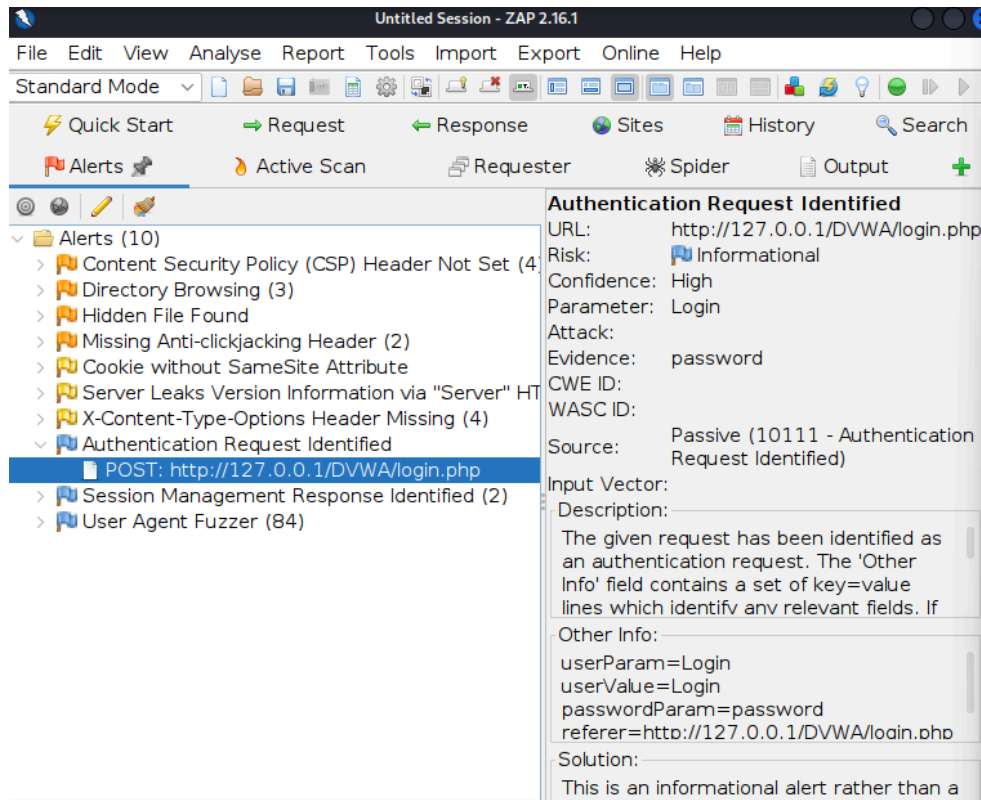 Untitled Session - ZAP 2.16.1
File Edit View Analyse Report Tools Import Export Online Help
Standard Mode
Quick Start Request Response Sites History Search
Alerts Active Scan Requester Spider Output
Alerts (10)
Content Security Policy (CSP) Header Not Set (4
Directory Browsing (3)
Hidden File Found
Missing Anti-clickjacking Header (2)
Cookie without SameSite Attribute
Server Leaks Version Information via "Server" HT
X-Content-Type-Options Header Missing (4)
Authentication Request Identified
POST: http://127.0.0.1/DVWA/login.php
Session Management Response Identified (2)
User Agent Fuzzer (84)
Authentication Request Identified
URL: http://127.0.0.1/DVWA/login.php
Risk: Informational
Confidence: High
Parameter: Login
Attack:
Evidence: password
CWE ID:
WASC ID:
Source: Passive (10111 - Authentication
Request Identified)
Input Vector:
Description:
The given request has been identified as
an authentication request. The 'Other
Info' field contains a set of key=value
lines which identify any relevant fields. If
Other Info:
userParam=Login
userValue=Login
passwordParam=password
referer=http://127.0.0.1/DVWA/login.php
Solution:
This is an informational alert rather than a